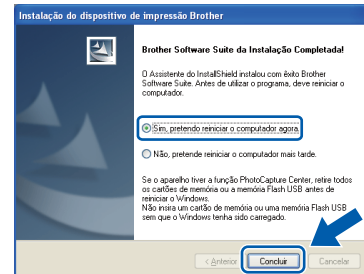 Instalação do dispositivo de impressão Brother
Brother Software Suite da Instalação Completada!
O Assistente do InstallShield instalou com êxito Brother
Software Suite. Antes de utilizar o programa, deve reiniciar o
computador.
Sim, pretendo reiniciar o computador agora.
Não, pretende reiniciar o computador mais tarde.
Se o aparelho tiver a função PhotoCapture Center, retire todos
os cartões de memória ou a memória Flash USB antes de
reiniciar o Windows.
Não insira um cartão de memória ou uma memória Flash USB
sem que o Windows tenha sido carregado.
< Anterior Concluir Cancelar